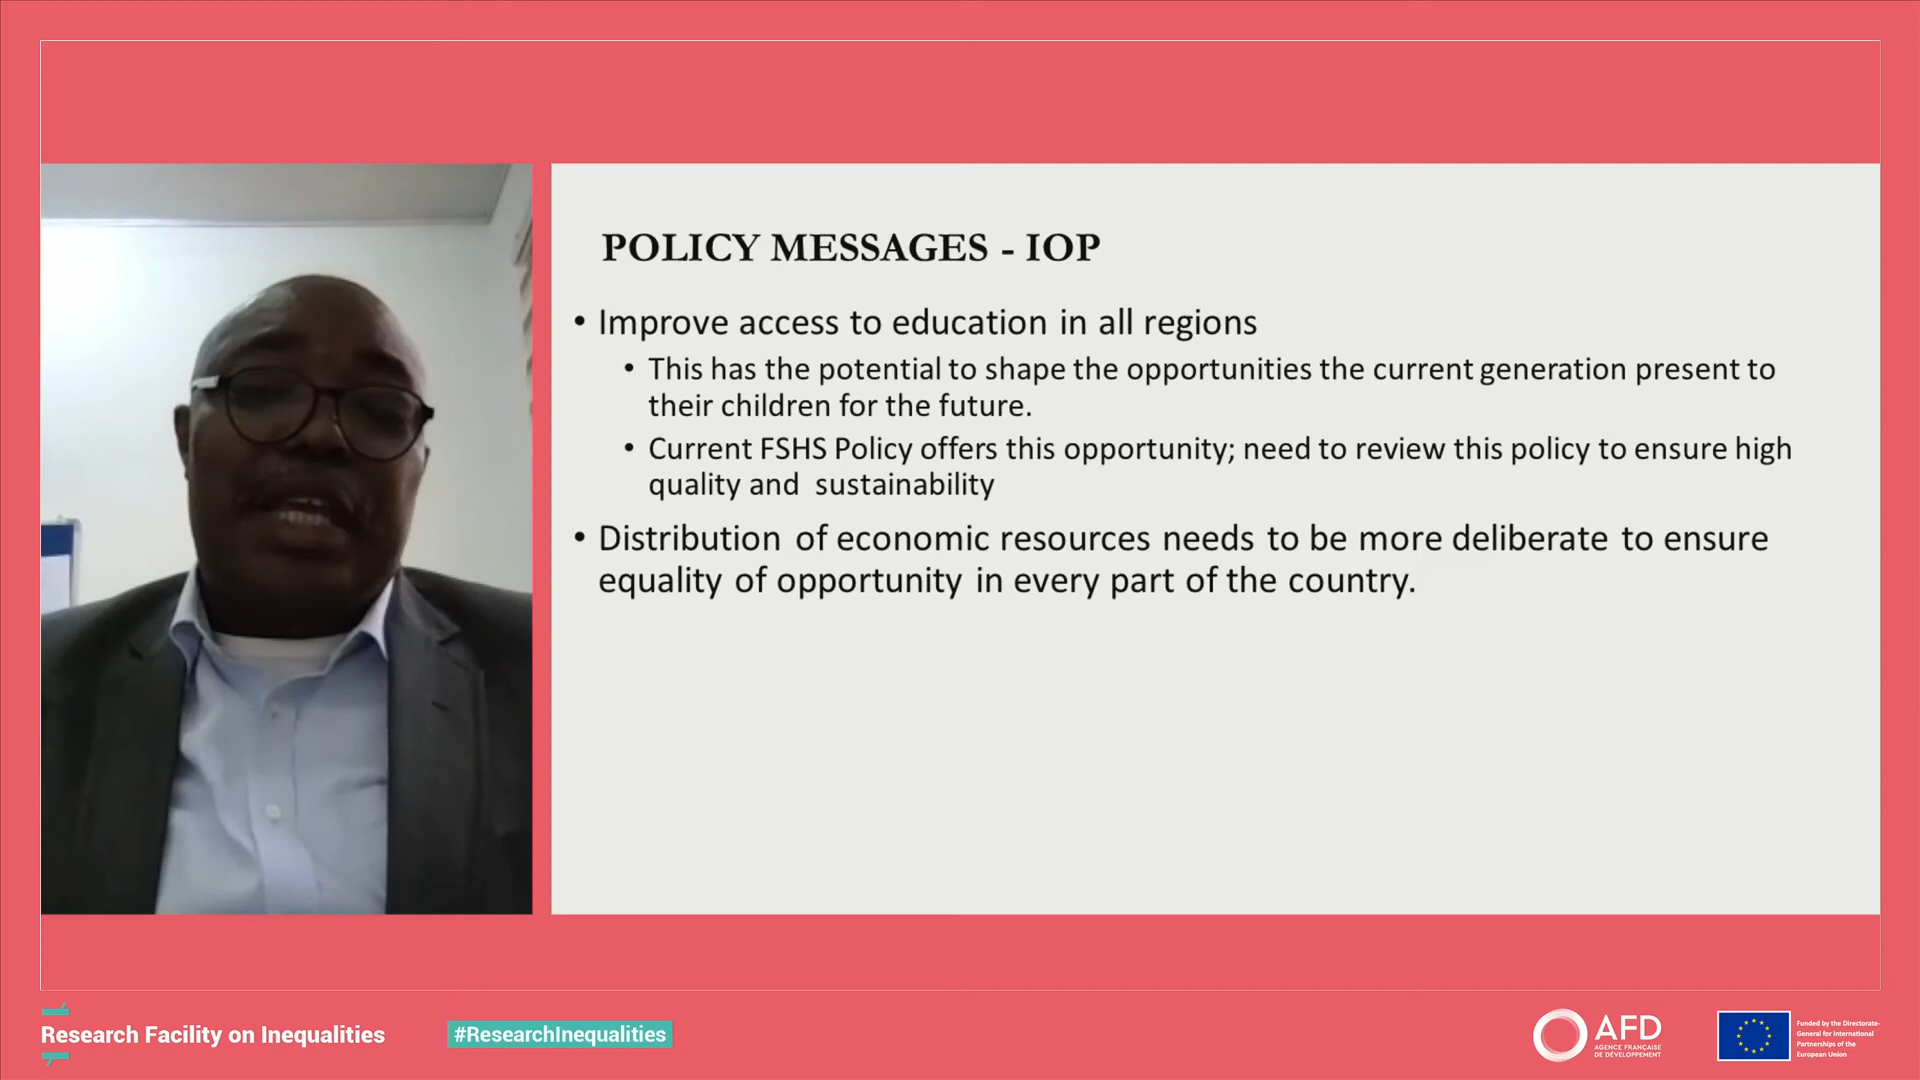 POLICY MESSAGES - IOP
• Improve access to education in all regions
• This has the potential to shape the opportunities the current generation present to
their children for the future.
• Current FSHS Policy offers this opportunity; need to review this policy to ensure high
quality and  sustainability
• Distribution of economic resources needs to be more deliberate to ensure
equality of opportunity in every part of the country.
Research Facility on Inequalities
#ResearchInequalities
AFD
AGENCE FRANÇAISE
DE DÉVELOPPEMENT
Funded by the Directorate-
General for International
Partnerships of the
European Union